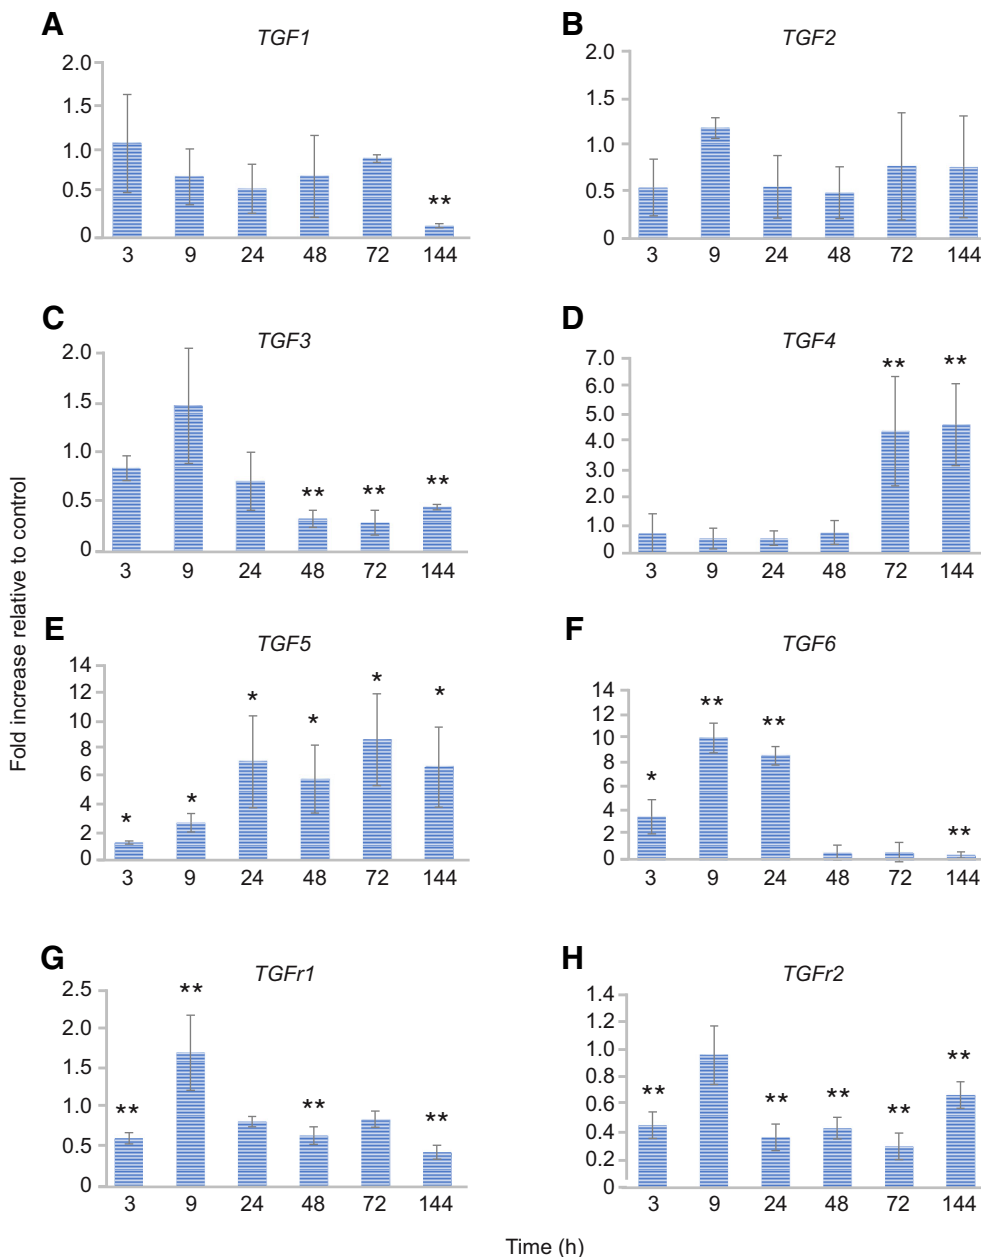 A
TGF1
2.0
1.5
1.0
0.5
0
**
3 9 24 48 72 144
B
TGF2
2.0
1.5
1.0
0.5
0
3 9 24 48 72 144
C
TGF3
2.0
1.5
1.0
0.5
0
** ** **
3 9 24 48 72 144
D
TGF4
7.0
6.0
5.0
4.0
3.0
2.0
1.0
0
** **
3 9 24 48 72 144
Fold increase relative to control
E
TGF5
14
12
10
8
6
4
2
0
* * * * * *
3 9 24 48 72 144
F
TGF6
14
12
10
8
6
4
2
0
* ** ** **
3 9 24 48 72 144
G
TGFr1
2.5
2.0
1.5
1.0
0.5
0
** ** ** **
3 9 24 48 72 144
H
TGFr2
1.4
1.2
1.0
0.8
0.6
0.4
0.2
0
** ** ** ** **
3 9 24 48 72 144
Time (h)